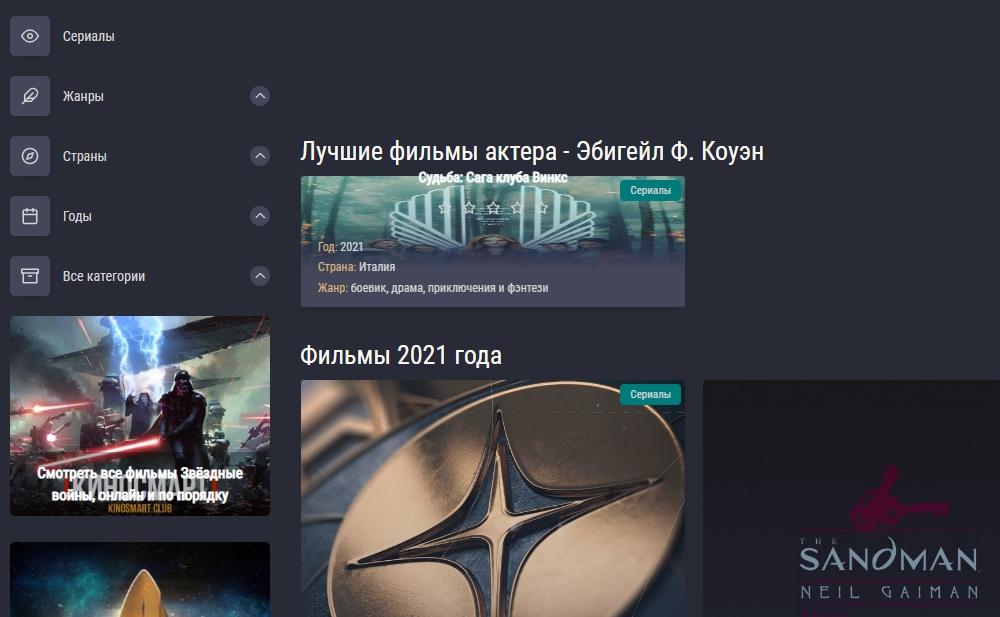 Сериалы
Жанры
Страны
Годы
Все категории
Смотреть все фильмы Звёздные
войны, онлайн и по порядку
КИНОСМАРТ
KINOSMART.CLUB
Лучшие фильмы актера - Эбигейл Ф. Коуэн
Судьба: Сага клуба Винкс
Сериалы
Год: 2021
Страна: Италия
Жанр: боевик, драма, приключения и фэнтези
Фильмы 2021 года
Сериалы
THE
SANDMAN
NEIL GAIMAN